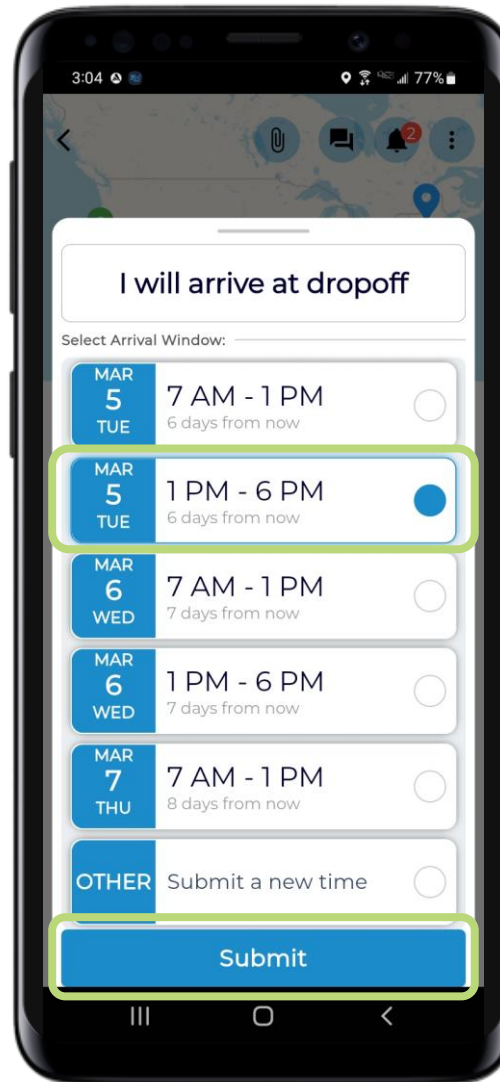 3:04 77%
2
I will arrive at dropoff
Select Arrival Window:
MAR
5
TUE
7 AM - 1 PM
6 days from now
MAR
5
TUE
1 PM - 6 PM
6 days from now
MAR
6
WED
7 AM - 1 PM
7 days from now
MAR
6
WED
1 PM - 6 PM
7 days from now
MAR
7
THU
7 AM - 1 PM
8 days from now
OTHER
Submit a new time
Submit